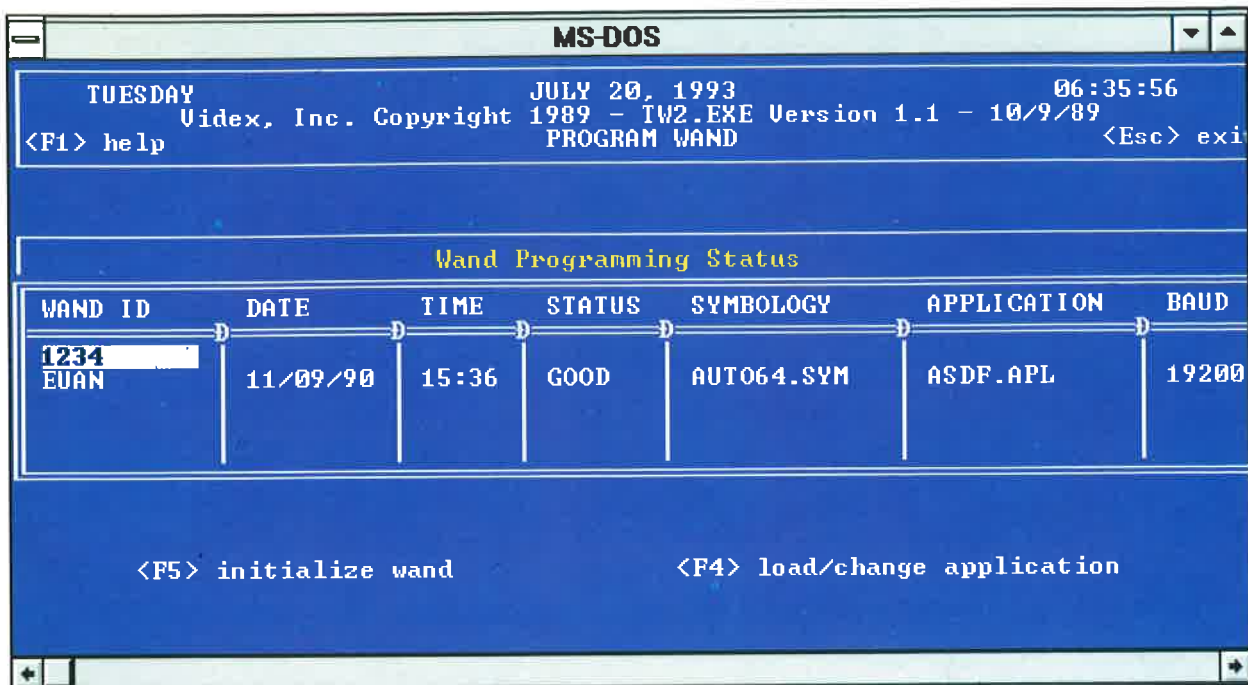 MS-DOS
TUESDAY JULY 20, 1993 06:35:56
Videx, Inc. Copyright 1989 - TW2.EXE Version 1.1 - 10/9/89
<F1> help PROGRAM WAND <Esc> exi
Wand Programming Status
WAND ID DATE TIME STATUS SYMBOLOGY APPLICATION BAUD
1234
EUAN 11/09/90 15:36 GOOD AUTO64.SYM ASDF.APL 19200
<F5> initialize wand <F4> load/change application